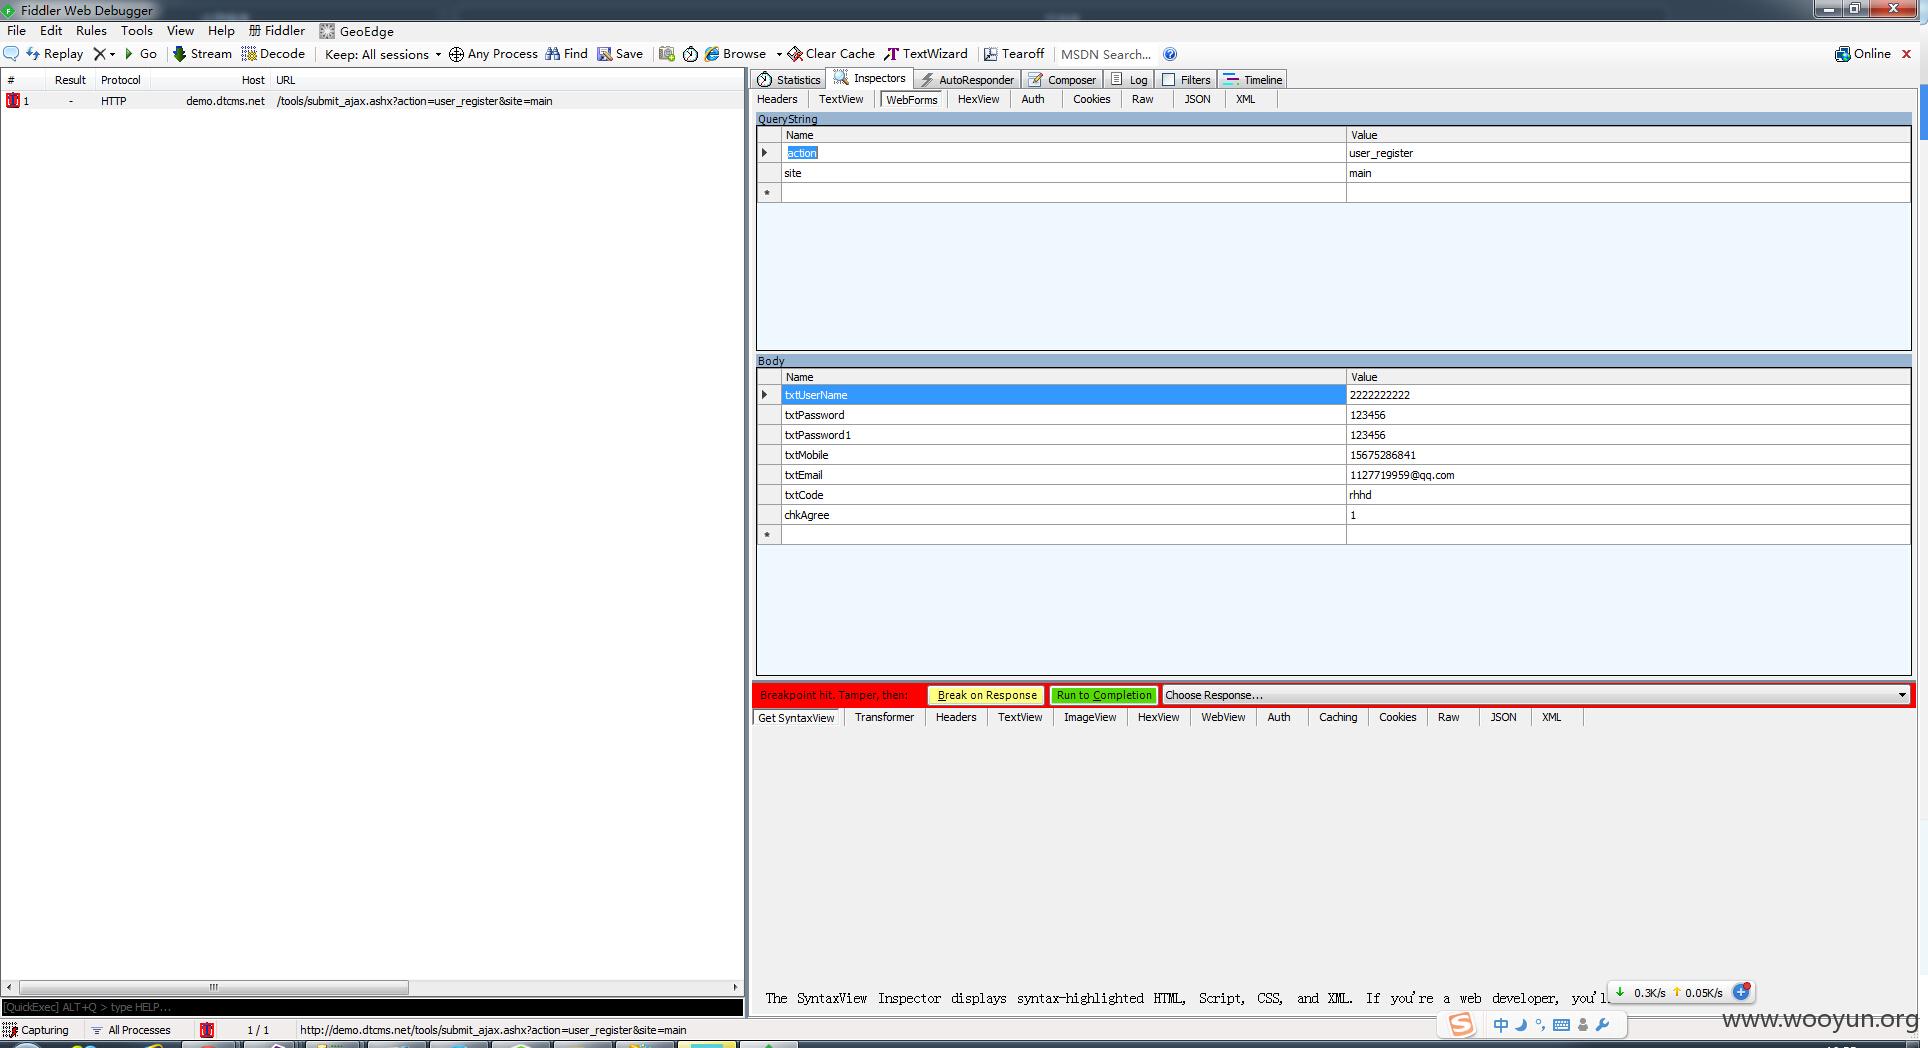 Fiddler Web Debugger
File Edit Rules Tools View Help Fiddler GeoEdge
Replay Go Stream Decode Keep: All sessions Any Process Find Save Browse Clear Cache TextWizard Tearoff MSDN Search... Online
# Result Protocol Host URL
1 - HTTP demo.dtcms.net /tools/submit_ajax.ashx?action=user_register&site=main
Statistics Inspectors AutoResponder Composer Log Filters Timeline
Headers TextView WebForms HexView Auth Cookies Raw JSON XML
QueryString
Name Value
action user_register
site main
*
Body
Name Value
txtUserName 2222222222
txtPassword 123456
txtPassword1 123456
txtMobile 15675286841
txtEmail 1127719959@qq.com
txtCode rhhd
chkAgree 1
*
Breakpoint hit. Tamper, then: Break on Response Run to Completion Choose Response...
Get SyntaxView Transformer Headers TextView ImageView HexView WebView Auth Caching Cookies Raw JSON XML
The SyntaxView Inspector displays syntax-highlighted HTML, Script, CSS, and XML. If you're a web developer, you'l
0.3K/s 0.05K/s
[QuickExec] ALT+Q > type HELP...
中
Capturing All Processes 1 / 1 http://demo.dtcms.net/tools/submit_ajax.ashx?action=user_register&site=main
www.wooyun.org